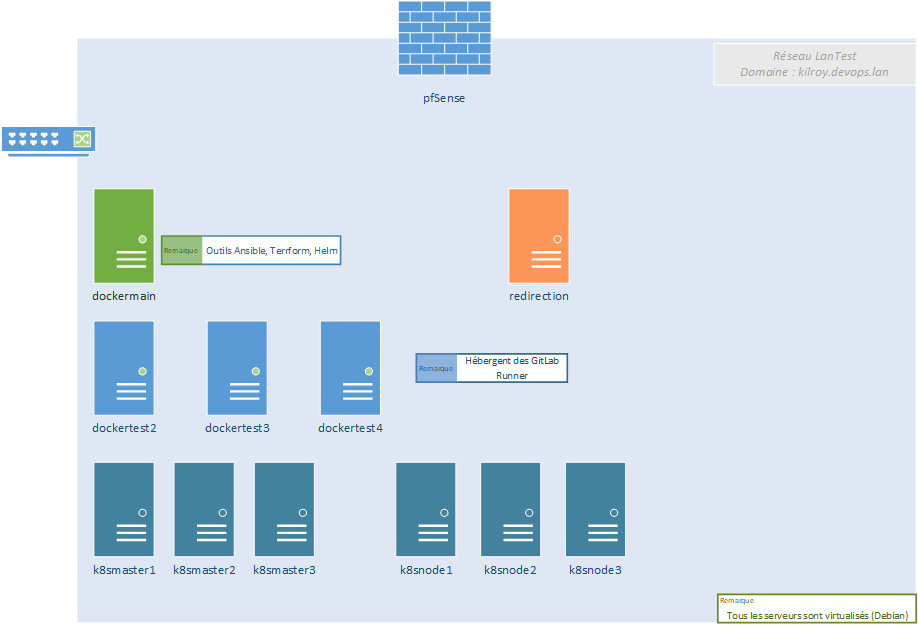 Réseau LanTest
Domaine : kilroy.devops.lan
pfSense
Remarque
Outils Ansible, Terrform, Helm
dockermain
redirection
Remarque
Hébergent des GitLab
Runner
dockertest2
dockertest3
dockertest4
k8smaster1
k8smaster2
k8smaster3
k8snode1
k8snode2
k8snode3
Remarque
Tous les serveurs sont virtualisés (Debian)